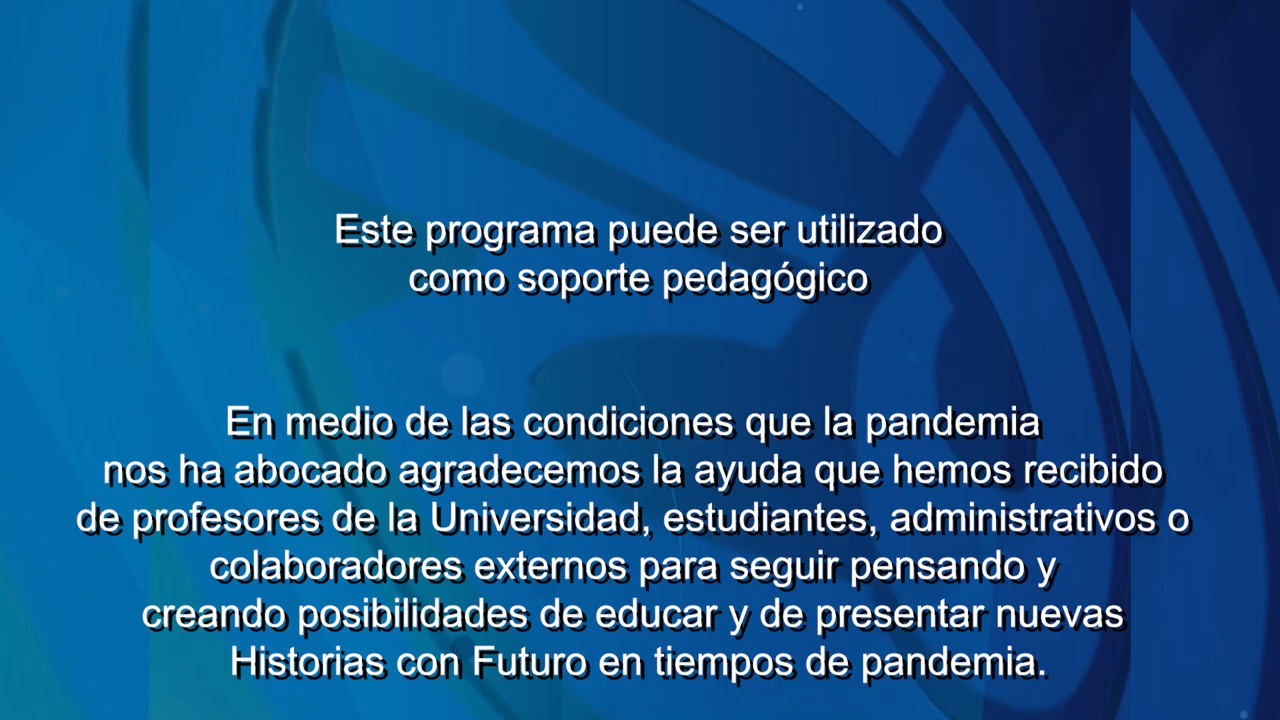 Este programa puede ser utilizado
como soporte pedagógico
En medio de las condiciones que la pandemia
nos ha abocado agradecemos la ayuda que hemos recibido
de profesores de la Universidad, estudiantes, administrativos o
colaboradores externos para seguir pensando y
creando posibilidades de educar y de presentar nuevas
Historias con Futuro en tiempos de pandemia.